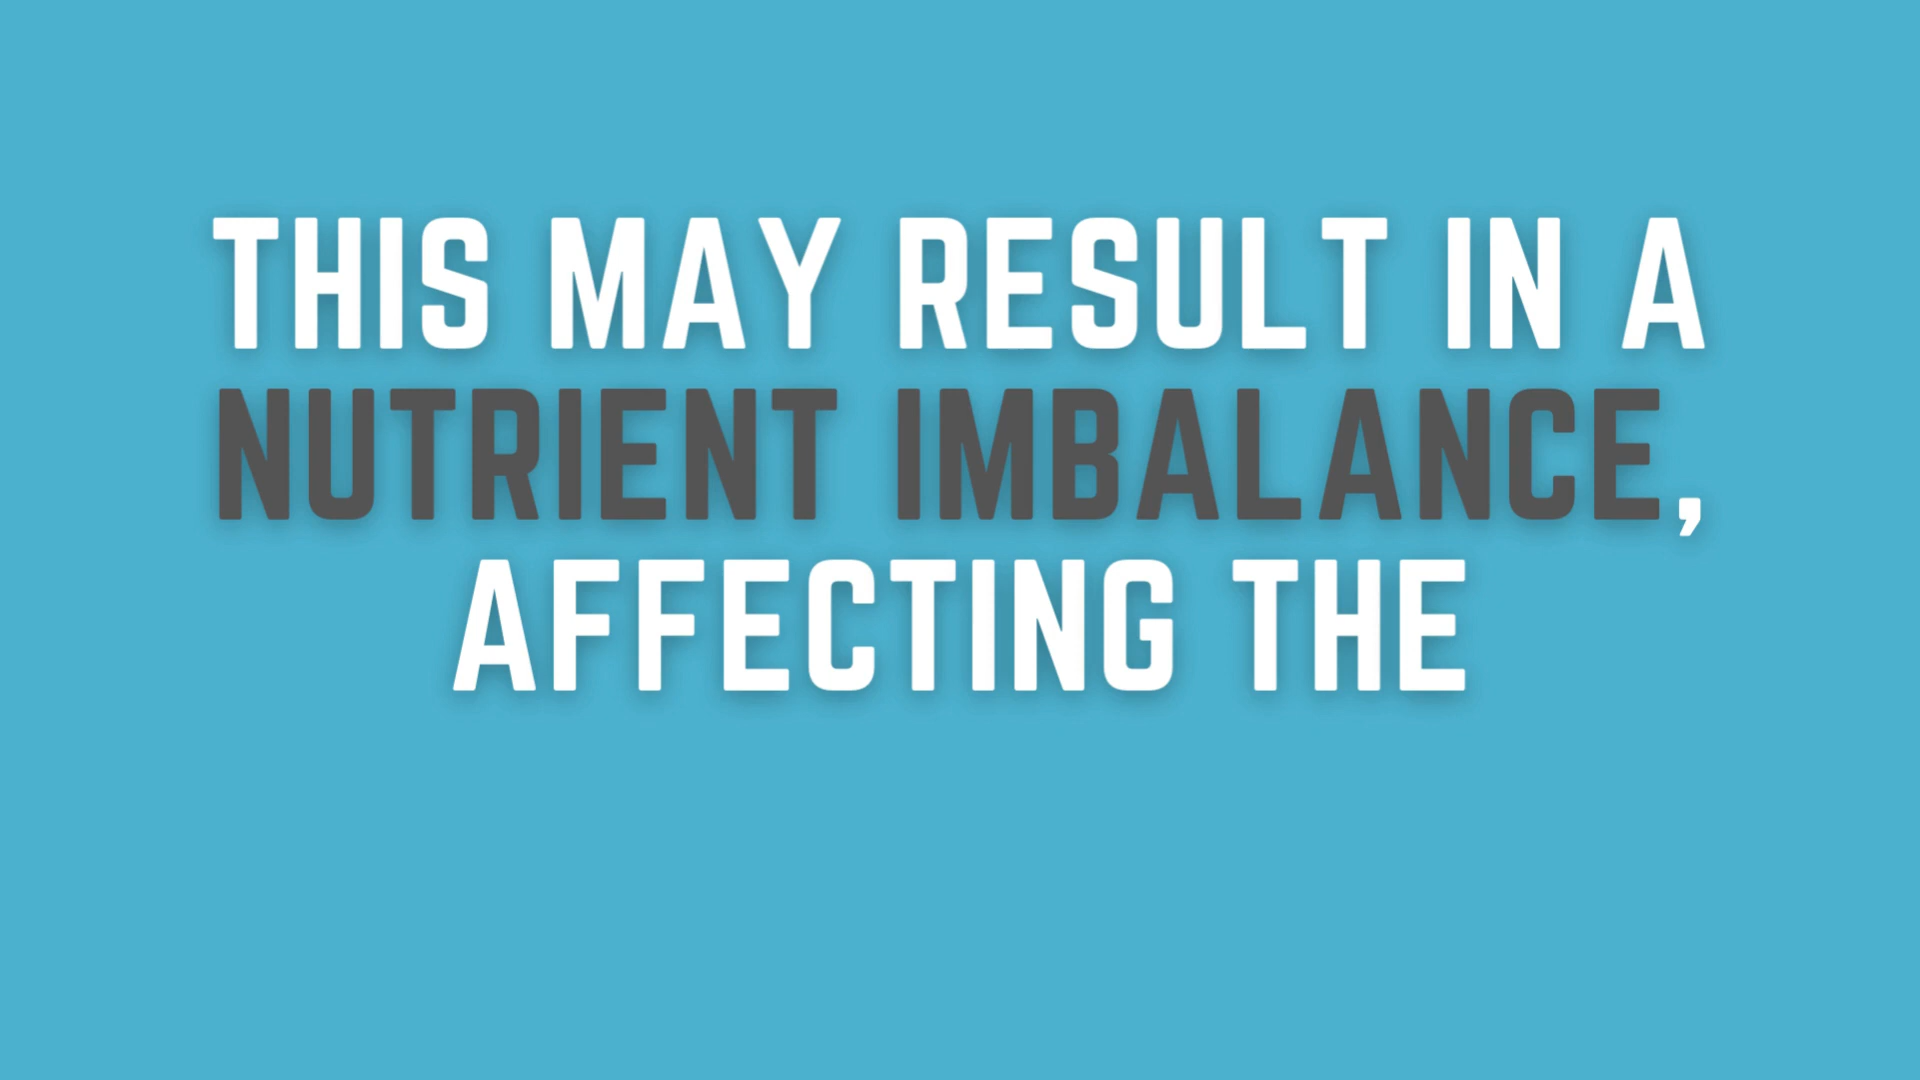 THIS MAY RESULT IN A
NUTRIENT IMBALANCE,
AFFECTING THE